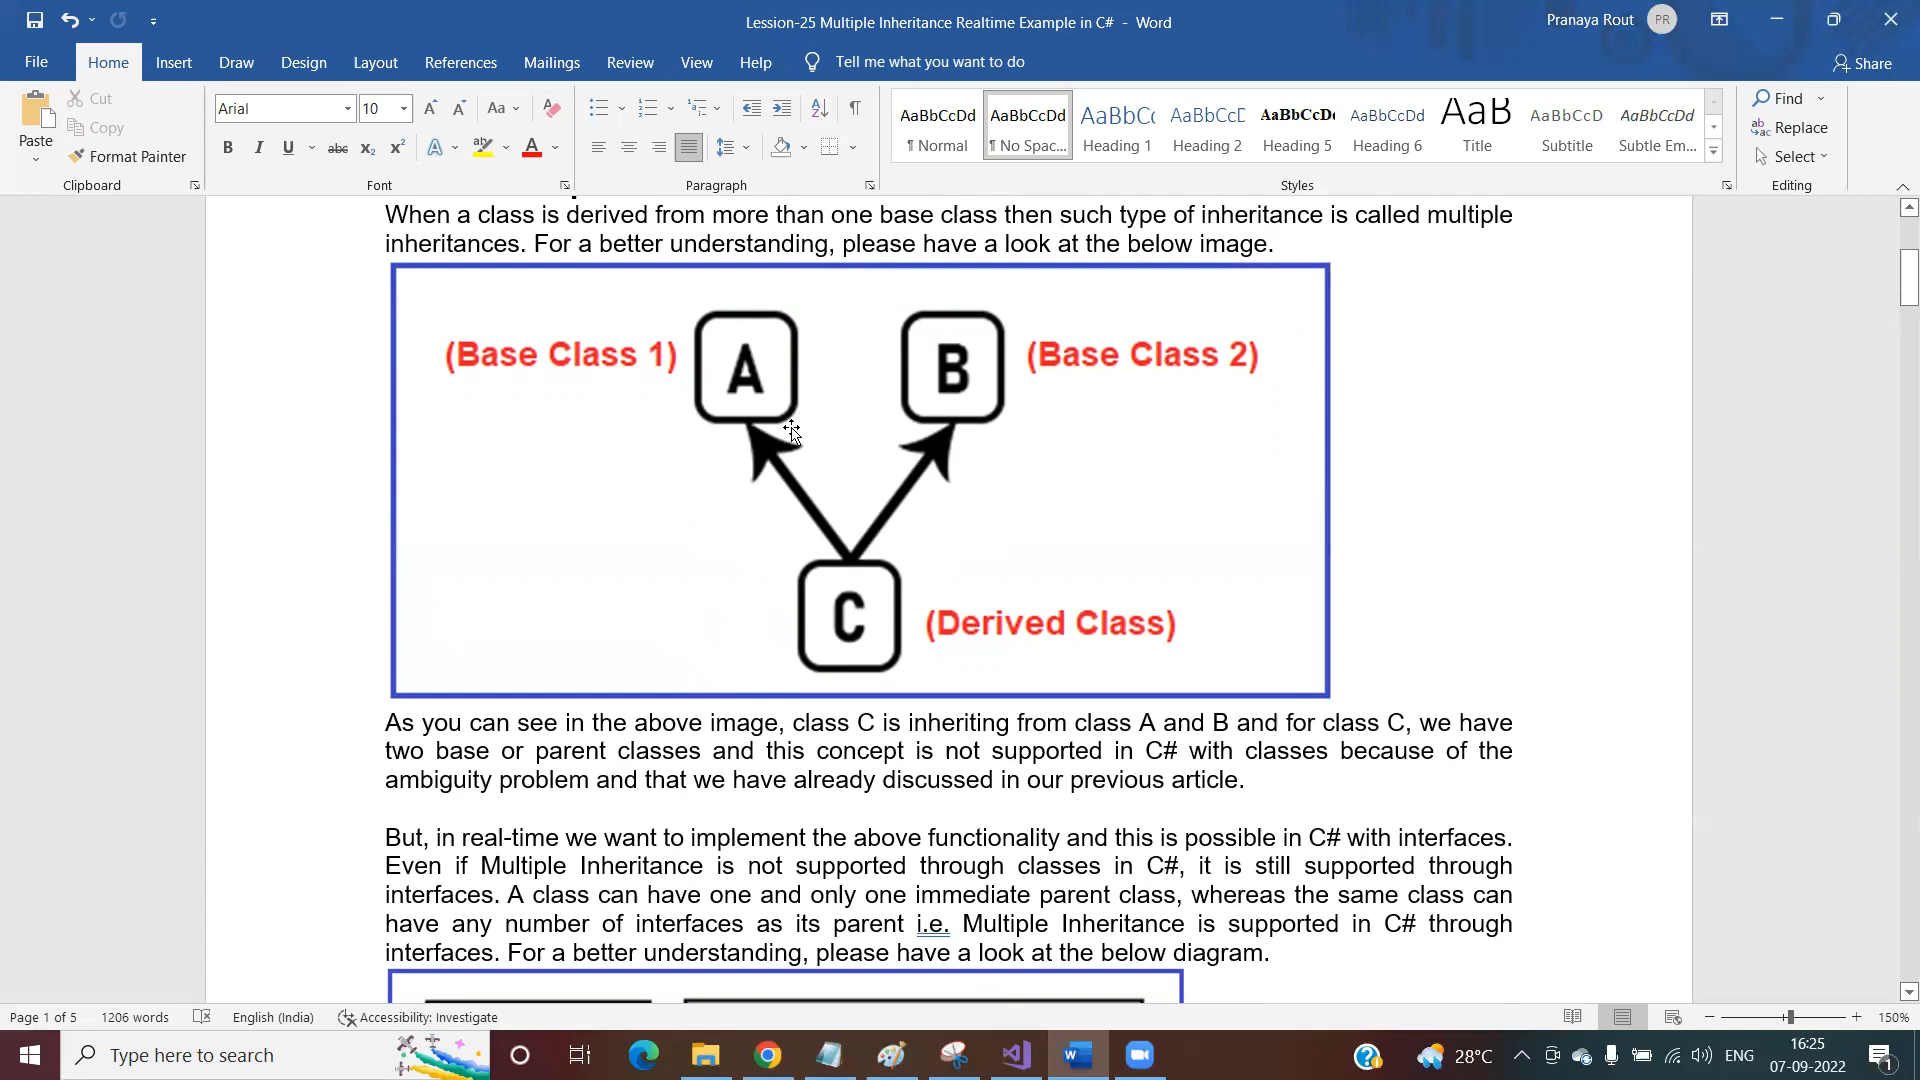 Lession-25 Multiple Inheritance Realtime Example in C# - Word
Pranaya Rout
PR
File
Home
Insert
Draw
Design
Layout
References
Mailings
Review
View
Help
Tell me what you want to do
Share
Paste
Cut
Copy
Format Painter
Clipboard
Arial
10
Aa
B
I
U
abc
x₂
x²
A
A
Font
Paragraph
AaBbCcDd
¶ Normal
AaBbCcDd
¶ No Spac...
AaBbCc
Heading 1
AaBbCcD
Heading 2
AaBbCcDd
Heading 5
AaBbCcDd
Heading 6
AaB
Title
AaBbCcD
Subtitle
AaBbCcDd
Subtle Em...
Styles
Find
Replace
Select
Editing
When a class is derived from more than one base class then such type of inheritance is called multiple
inheritances. For a better understanding, please have a look at the below image.
(Base Class 1)
A
B
(Base Class 2)
C
(Derived Class)
As you can see in the above image, class C is inheriting from class A and B and for class C, we have
two base or parent classes and this concept is not supported in C# with classes because of the
ambiguity problem and that we have already discussed in our previous article.
But, in real-time we want to implement the above functionality and this is possible in C# with interfaces.
Even if Multiple Inheritance is not supported through classes in C#, it is still supported through
interfaces. A class can have one and only one immediate parent class, whereas the same class can
have any number of interfaces as its parent i.e. Multiple Inheritance is supported in C# through
interfaces. For a better understanding, please have a look at the below diagram.
Page 1 of 5
1206 words
English (India)
Accessibility: Investigate
150%
Type here to search
28°C
ENG
16:25
07-09-2022
1